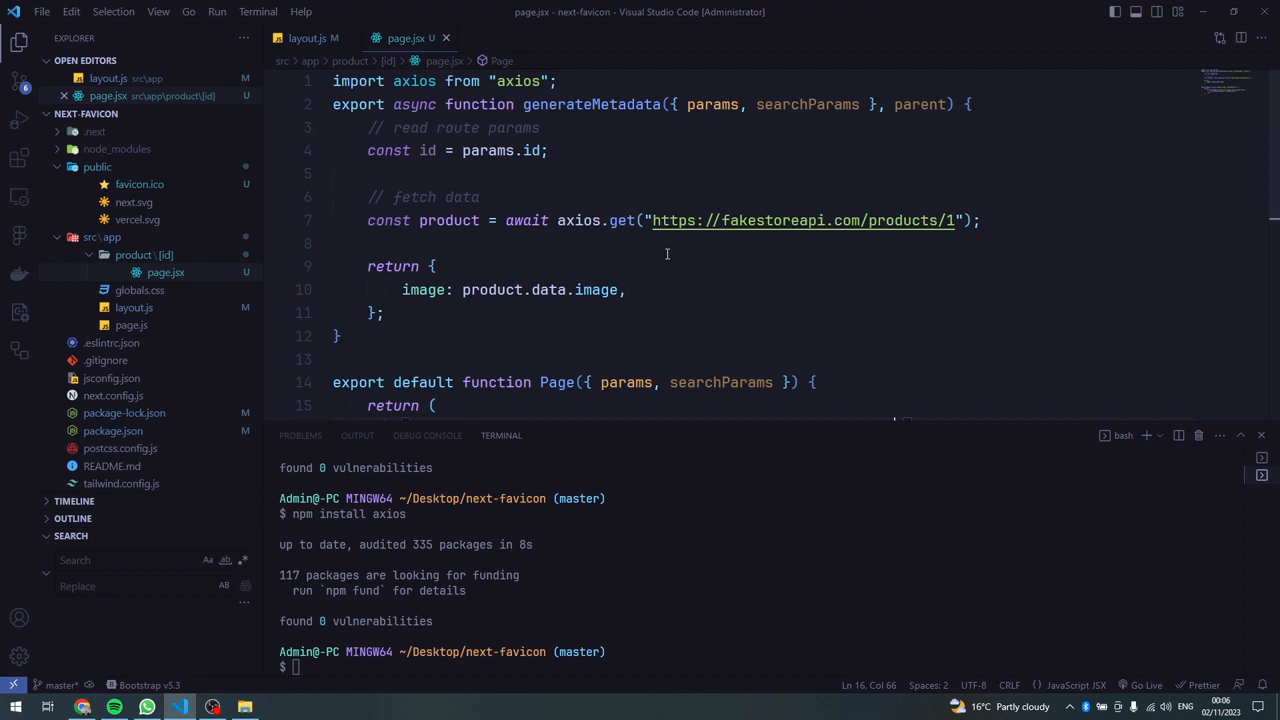 File Edit Selection View Go Run Terminal Help
page.jsx - next-favicon - Visual Studio Code [Administrator]
EXPLORER
OPEN EDITORS
layout.js src\app M
page.jsx src\app\product\[id] U
NEXT-FAVICON
.next
node_modules
public
favicon.ico U
next.svg
vercel.svg
src\app
product\[id]
page.jsx U
globals.css
layout.js M
page.js
.eslintrc.json
.gitignore
jsconfig.json
next.config.js
package-lock.json M
package.json M
postcss.config.js
README.md
tailwind.config.js
TIMELINE
OUTLINE
SEARCH
Search Aa ab
Replace AB
6
layout.js M page.jsx U
src > app > product > [id] > page.jsx > Page
1 import axios from "axios";
2 export async function generateMetadata({ params, searchParams }, parent) {
3 // read route params
4 const id = params.id;
5
6 // fetch data
7 const product = await axios.get("https://fakestoreapi.com/products/1");
8
9 return {
10 image: product.data.image,
11 };
12 }
13
14 export default function Page({ params, searchParams }) {
15 return (
PROBLEMS OUTPUT DEBUG CONSOLE TERMINAL
bash
found 0 vulnerabilities
Admin@-PC MINGW64 ~/Desktop/next-favicon (master)
$ npm install axios
up to date, audited 335 packages in 8s
117 packages are looking for funding
run `npm fund` for details
found 0 vulnerabilities
Admin@-PC MINGW64 ~/Desktop/next-favicon (master)
$
master* Bootstrap v5.3
Ln 16, Col 66 Spaces: 2 UTF-8 CRLF { } JavaScript JSX Go Live Prettier
16°C Partly cloudy
ENG
00:06
02/11/2023